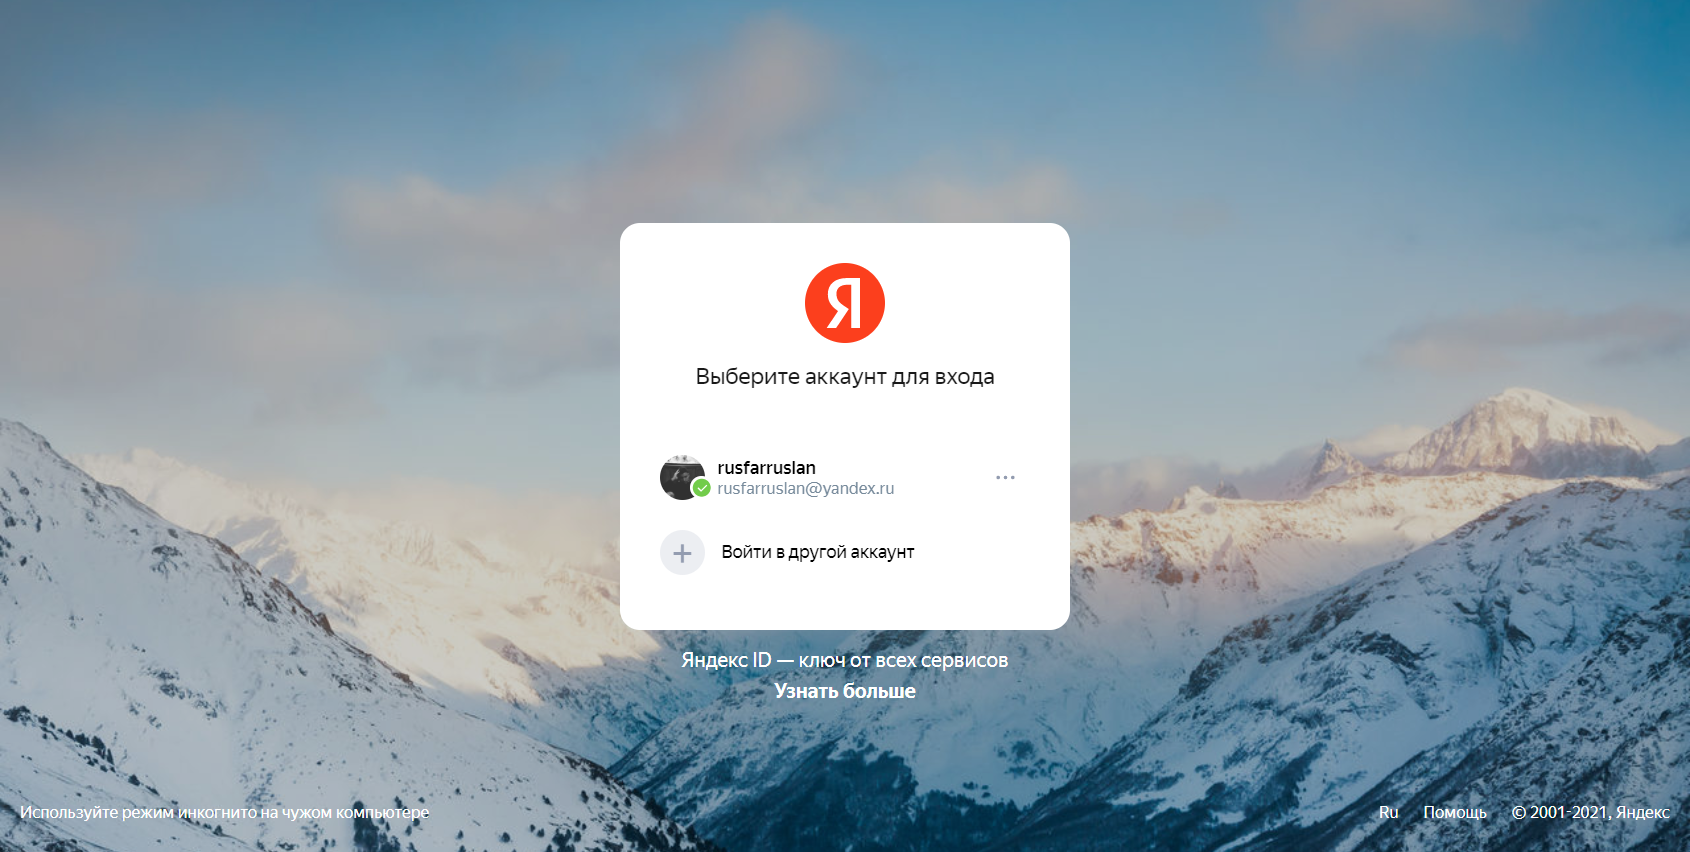 Я
Выберите аккаунт для входа
rusfarruslan
rusfarruslan@yandex.ru
Войти в другой аккаунт
Яндекс ID — ключ от всех сервисов
Узнать больше
Используйте режим инкогнито на чужом компьютере
Ru Помощь © 2001-2021, Яндекс